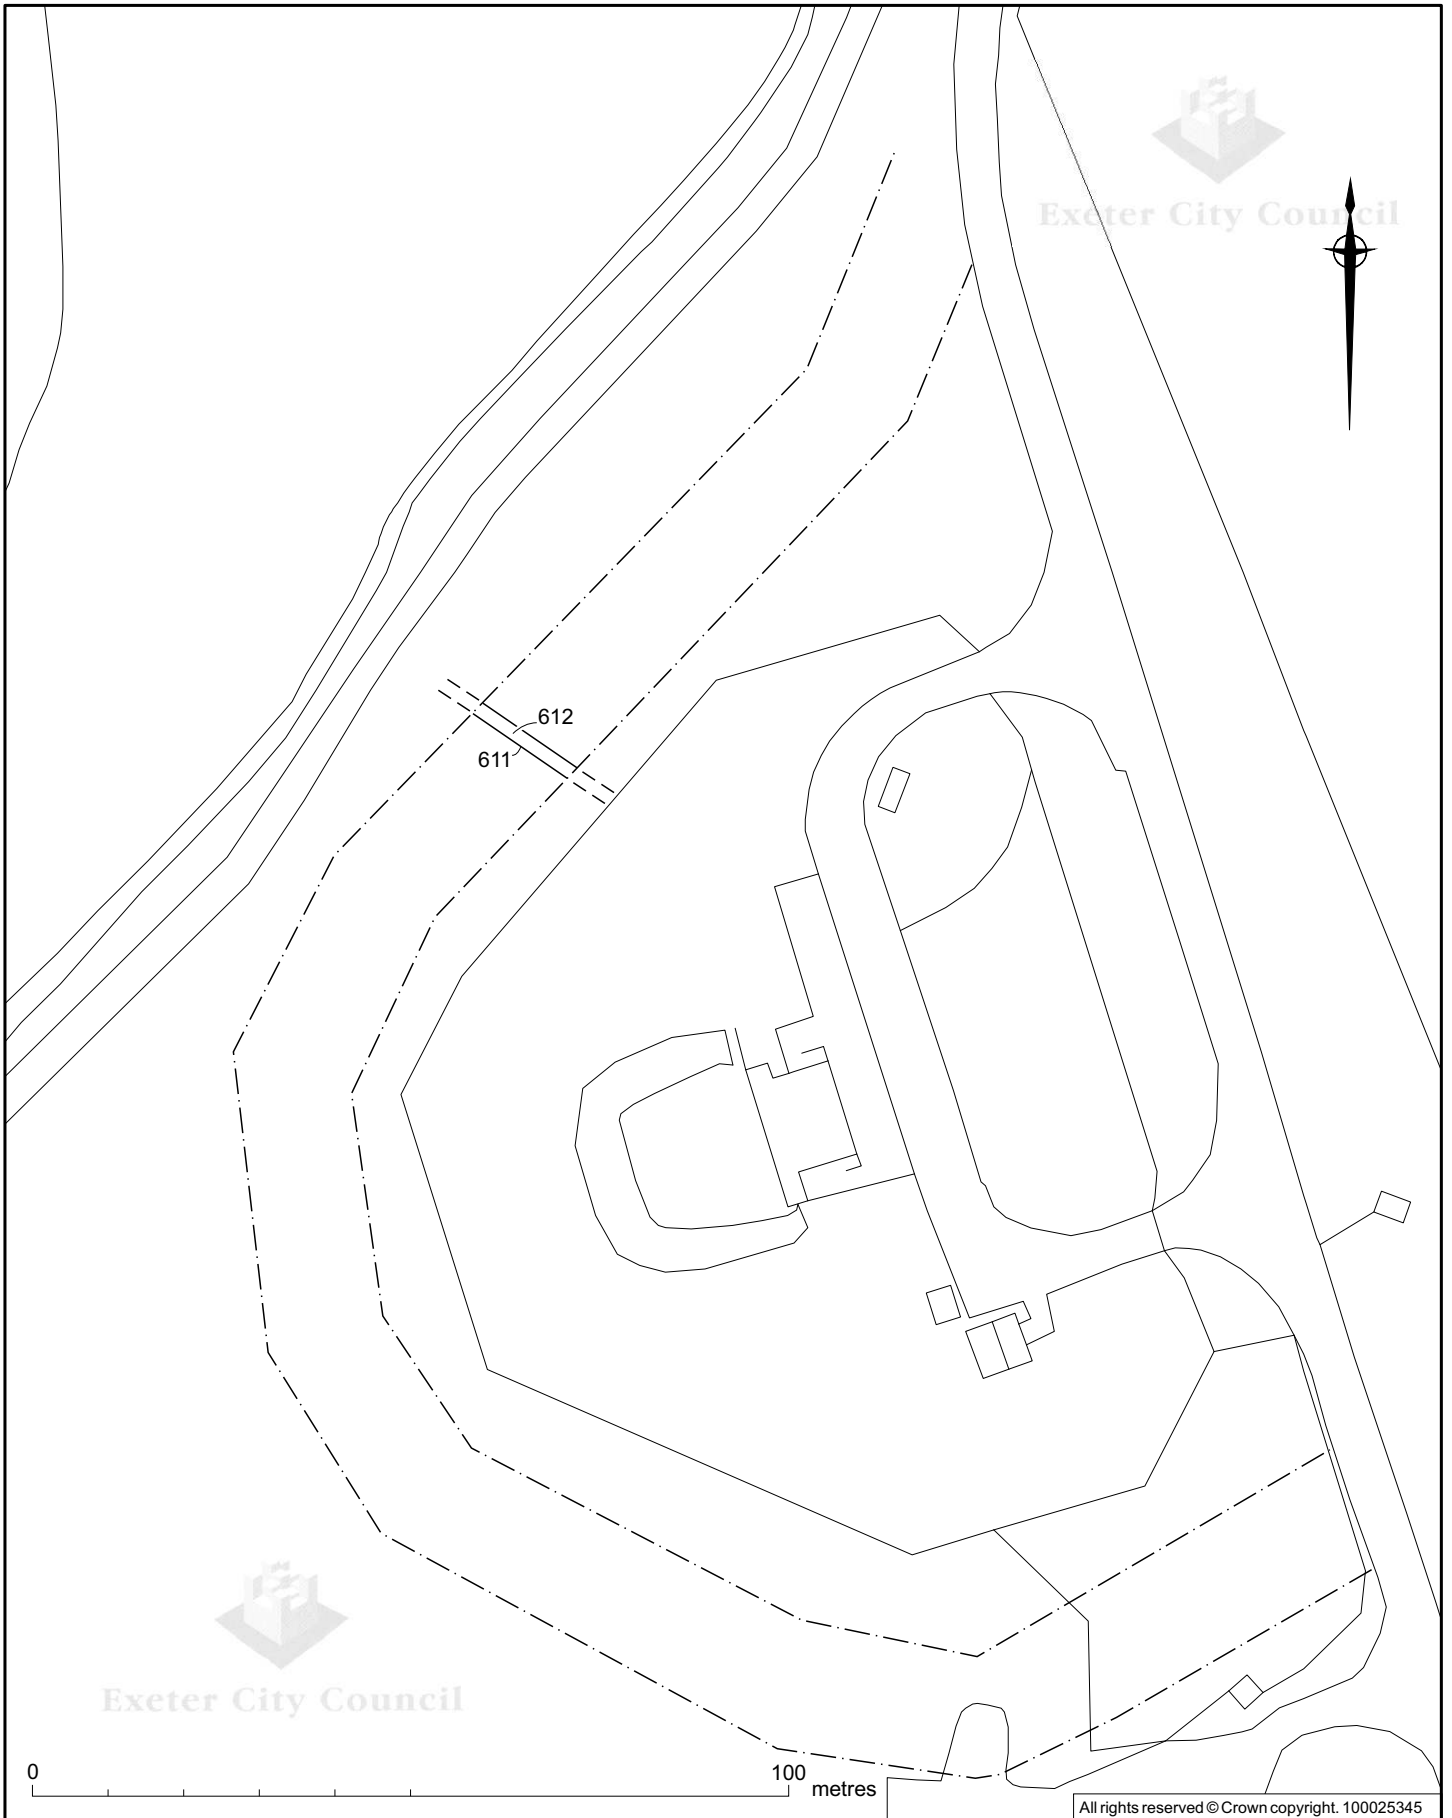 Exeter City Council
612
611
Exeter City Council
0 100
metres
All rights reserved © Crown copyright. 100025345